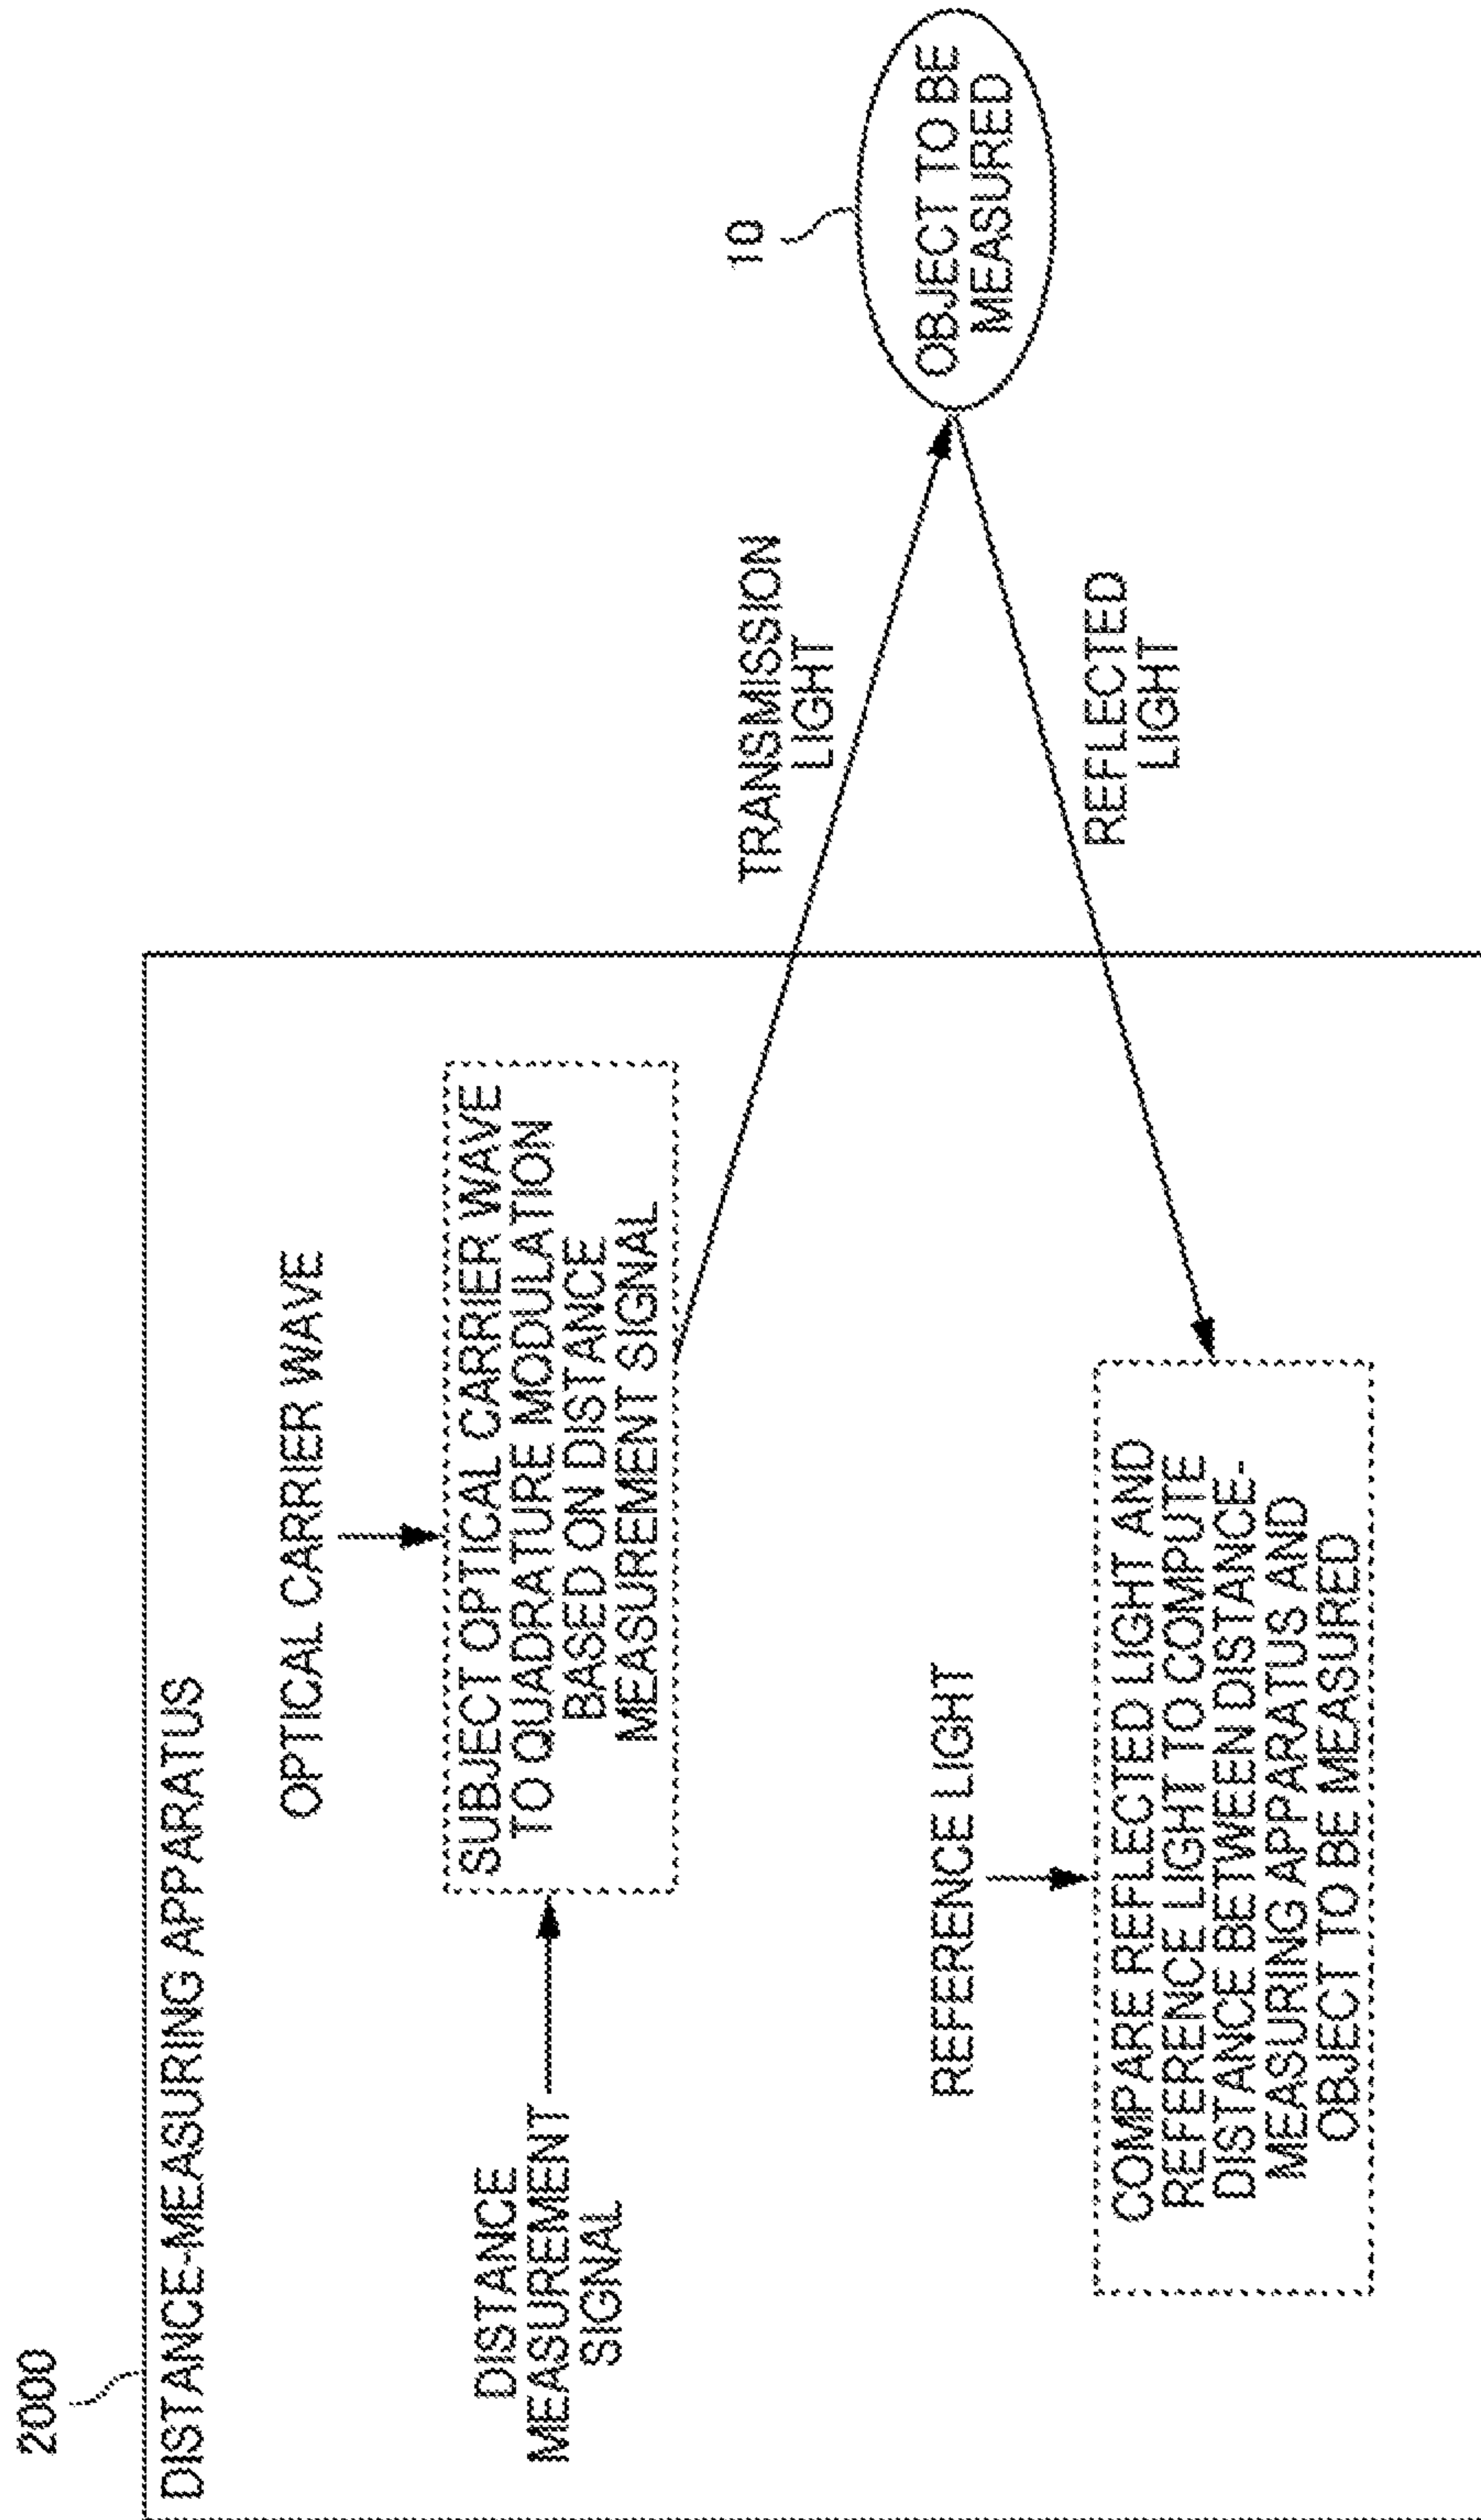 2000
DISTANCE-MEASURING APPARATUS
OPTICAL CARRIER WAVE
DISTANCE
MEASUREMENT
SIGNAL
SUBJECT OPTICAL CARRIER WAVE
TO QUADRATURE MODULATION
BASED ON DISTANCE
MEASUREMENT SIGNAL
TRANSMISSION
LIGHT
10
OBJECT TO BE
MEASURED
REFLECTED
LIGHT
REFERENCE LIGHT
COMPARE REFLECTED LIGHT AND
REFERENCE LIGHT TO COMPUTE
DISTANCE BETWEEN DISTANCE-
MEASURING APPARATUS AND
OBJECT TO BE MEASURED